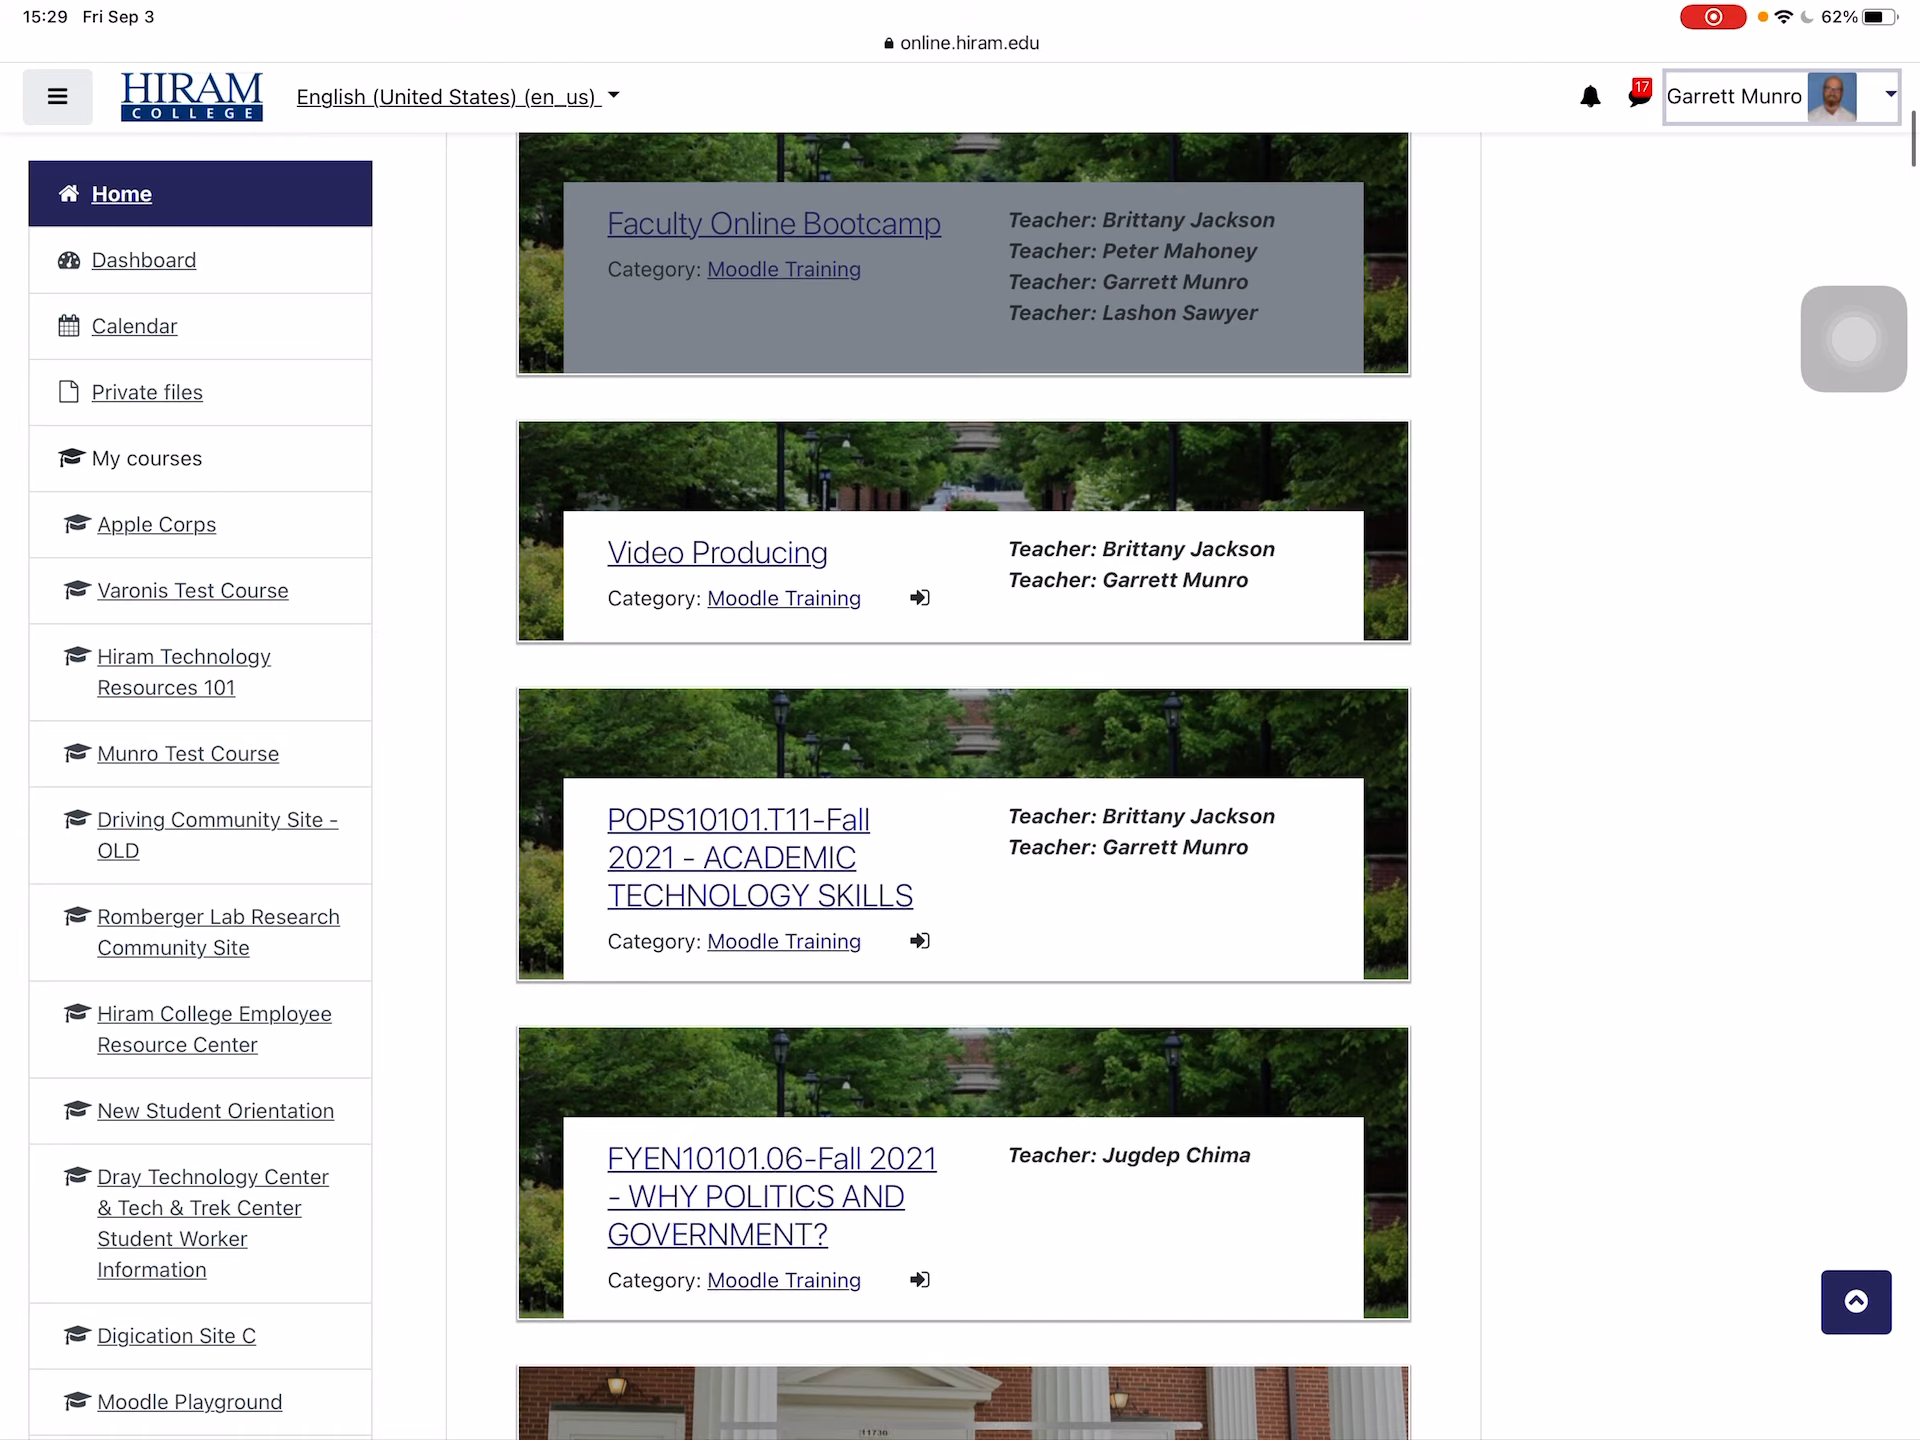 15:29 Fri Sep 3
62%
online.hiram.edu
HIRAM
COLLEGE
English (United States) (en_us)
17
Garrett Munro
Home
Dashboard
Calendar
Private files
My courses
Apple Corps
Varonis Test Course
Hiram Technology
Resources 101
Munro Test Course
Driving Community Site -
OLD
Romberger Lab Research
Community Site
Hiram College Employee
Resource Center
New Student Orientation
Dray Technology Center
& Tech & Trek Center
Student Worker
Information
Digication Site C
Moodle Playground
Faculty Online Bootcamp
Category: Moodle Training
Teacher: Brittany Jackson
Teacher: Peter Mahoney
Teacher: Garrett Munro
Teacher: Lashon Sawyer
Video Producing
Category: Moodle Training
Teacher: Brittany Jackson
Teacher: Garrett Munro
POPS10101.T11-Fall
2021 - ACADEMIC
TECHNOLOGY SKILLS
Category: Moodle Training
Teacher: Brittany Jackson
Teacher: Garrett Munro
FYEN10101.06-Fall 2021
- WHY POLITICS AND
GOVERNMENT?
Category: Moodle Training
Teacher: Jugdep Chima
11730